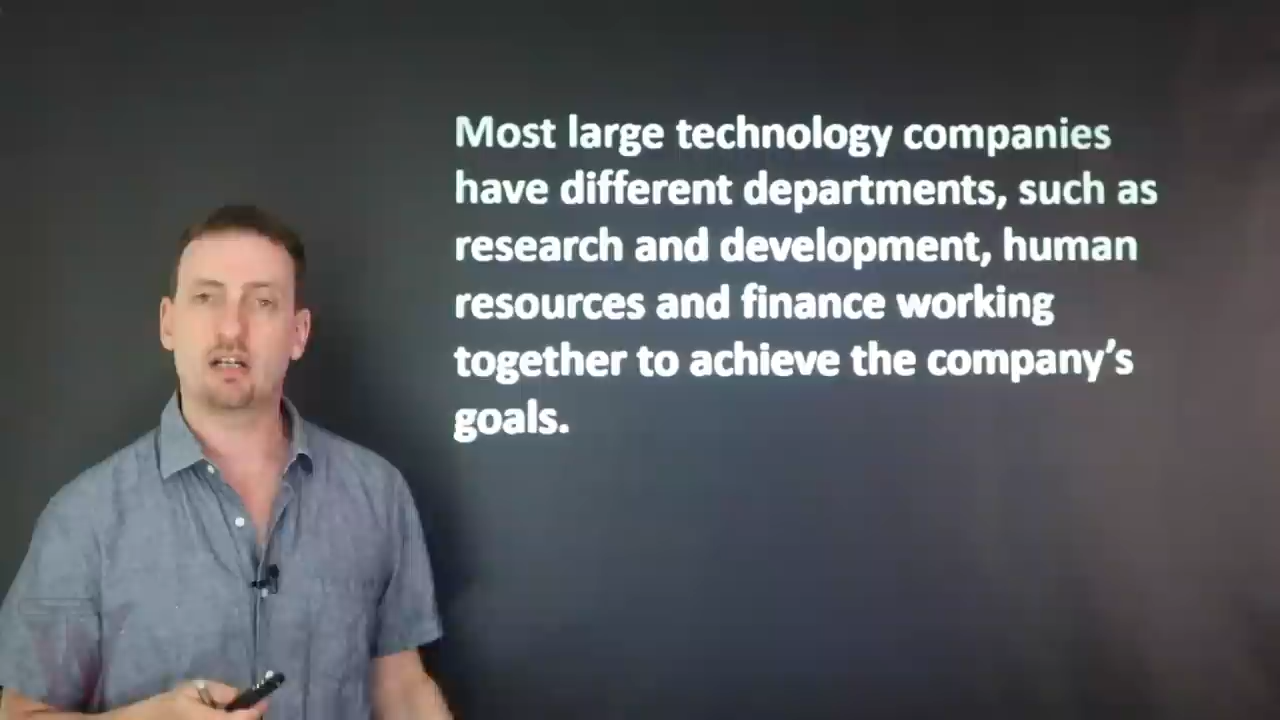 Most large technology companies
have different departments, such as
research and development, human
resources and finance working
together to achieve the company’s
goals.